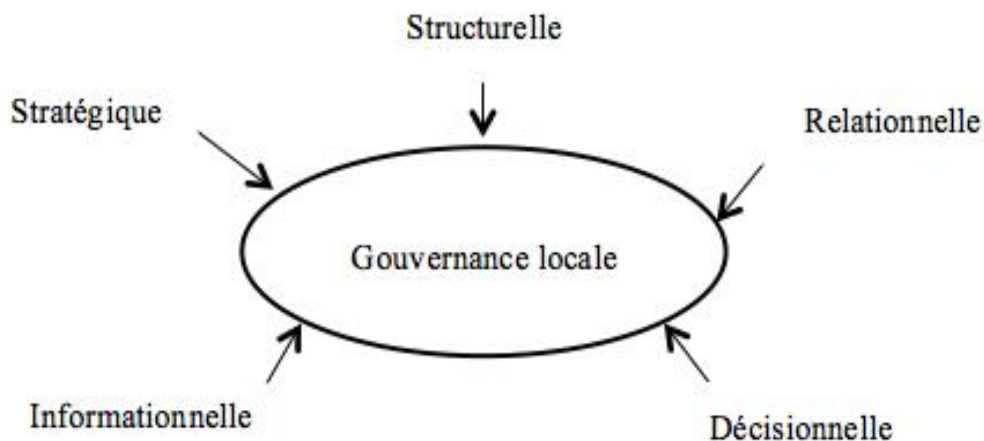 Structurelle
Stratégique
Relationnelle
Gouvernance locale
Informationnelle
Décisionnelle